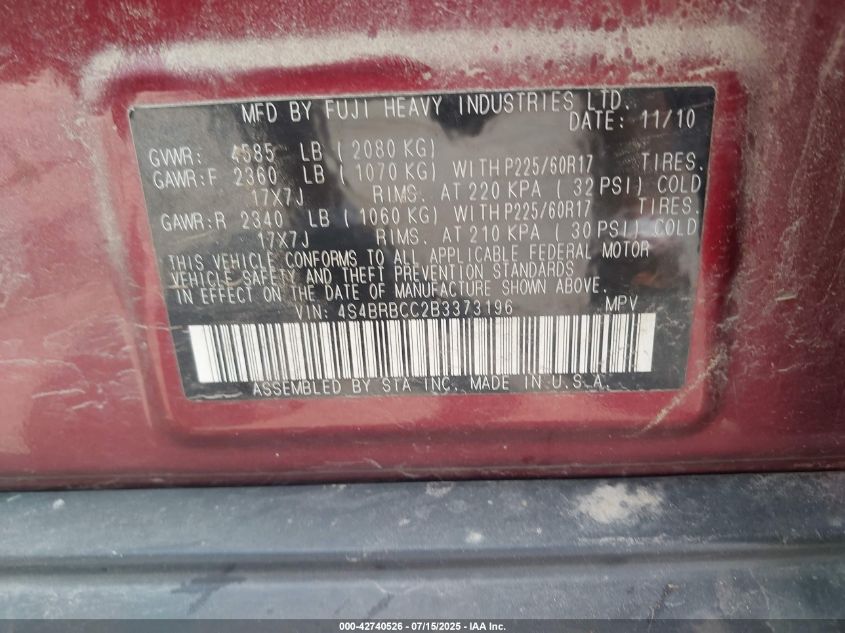 MFD BY FUJI HEAVY INDUSTRIES LTD.
DATE: 11/10
GVWR: 4585 LB ( 2080 KG)
GAWR:F 2360 LB ( 1070 KG) WITH P225/60R17 TIRES.
17X7J RIMS. AT 220 KPA ( 32 PSI) COLD
GAWR:R 2340 LB ( 1060 KG) WITH P225/60R17 TIRES.
17X7J RIMS. AT 210 KPA ( 30 PSI) COLD
THIS VEHICLE CONFORMS TO ALL APPLICABLE FEDERAL MOTOR
VEHICLE SAFETY AND THEFT PREVENTION STANDARDS
IN EFFECT ON THE DATE OF MANUFACTURE SHOWN ABOVE.
VIN: 4S4BRBCC2B3373196 MPV
ASSEMBLED BY STA INC. MADE IN U.S.A.
000-42740526 - 07/15/2025 - IAA Inc.